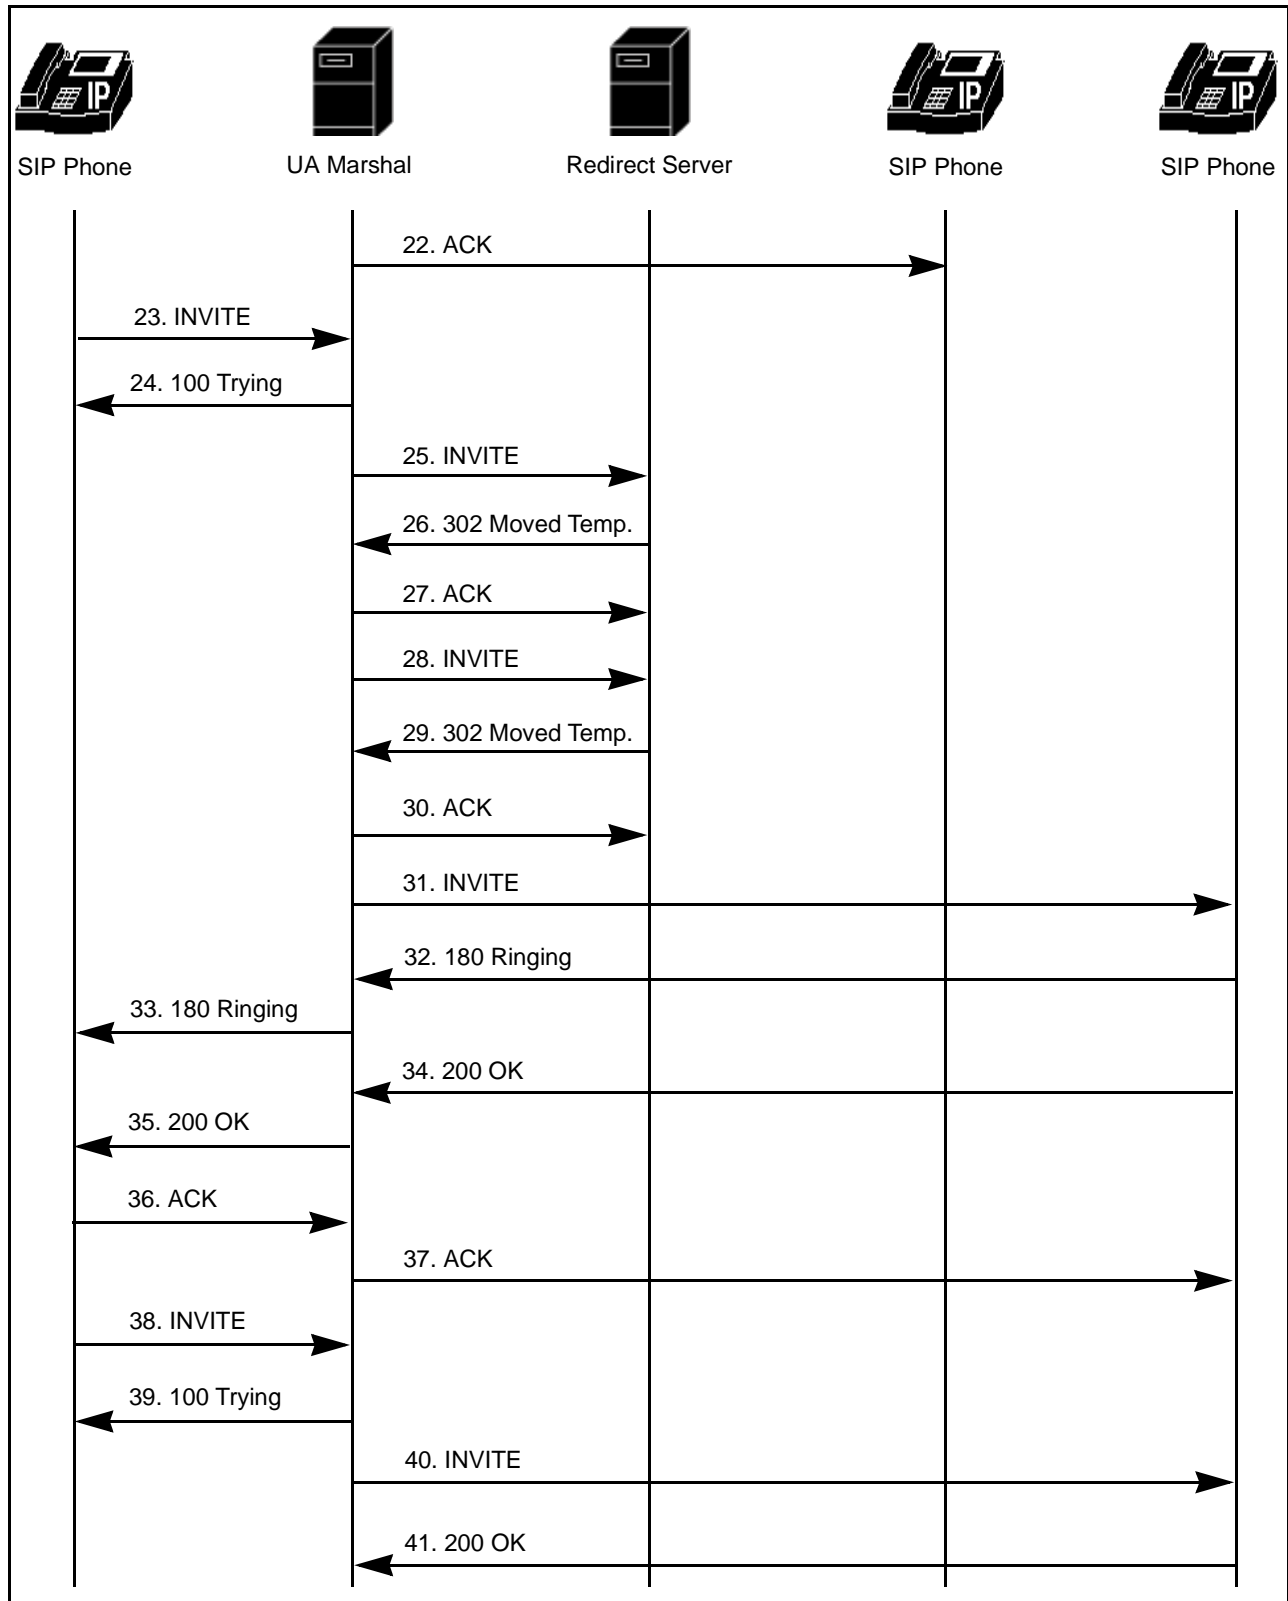 IP
IP
IP
SIP Phone
UA Marshal
Redirect Server
SIP Phone
SIP Phone
22. ACK
23. INVITE
24. 100 Trying
25. INVITE
26. 302 Moved Temp.
27. ACK
28. INVITE
29. 302 Moved Temp.
30. ACK
31. INVITE
32. 180 Ringing
33. 180 Ringing
34. 200 OK
35. 200 OK
36. ACK
37. ACK
38. INVITE
39. 100 Trying
40. INVITE
41. 200 OK